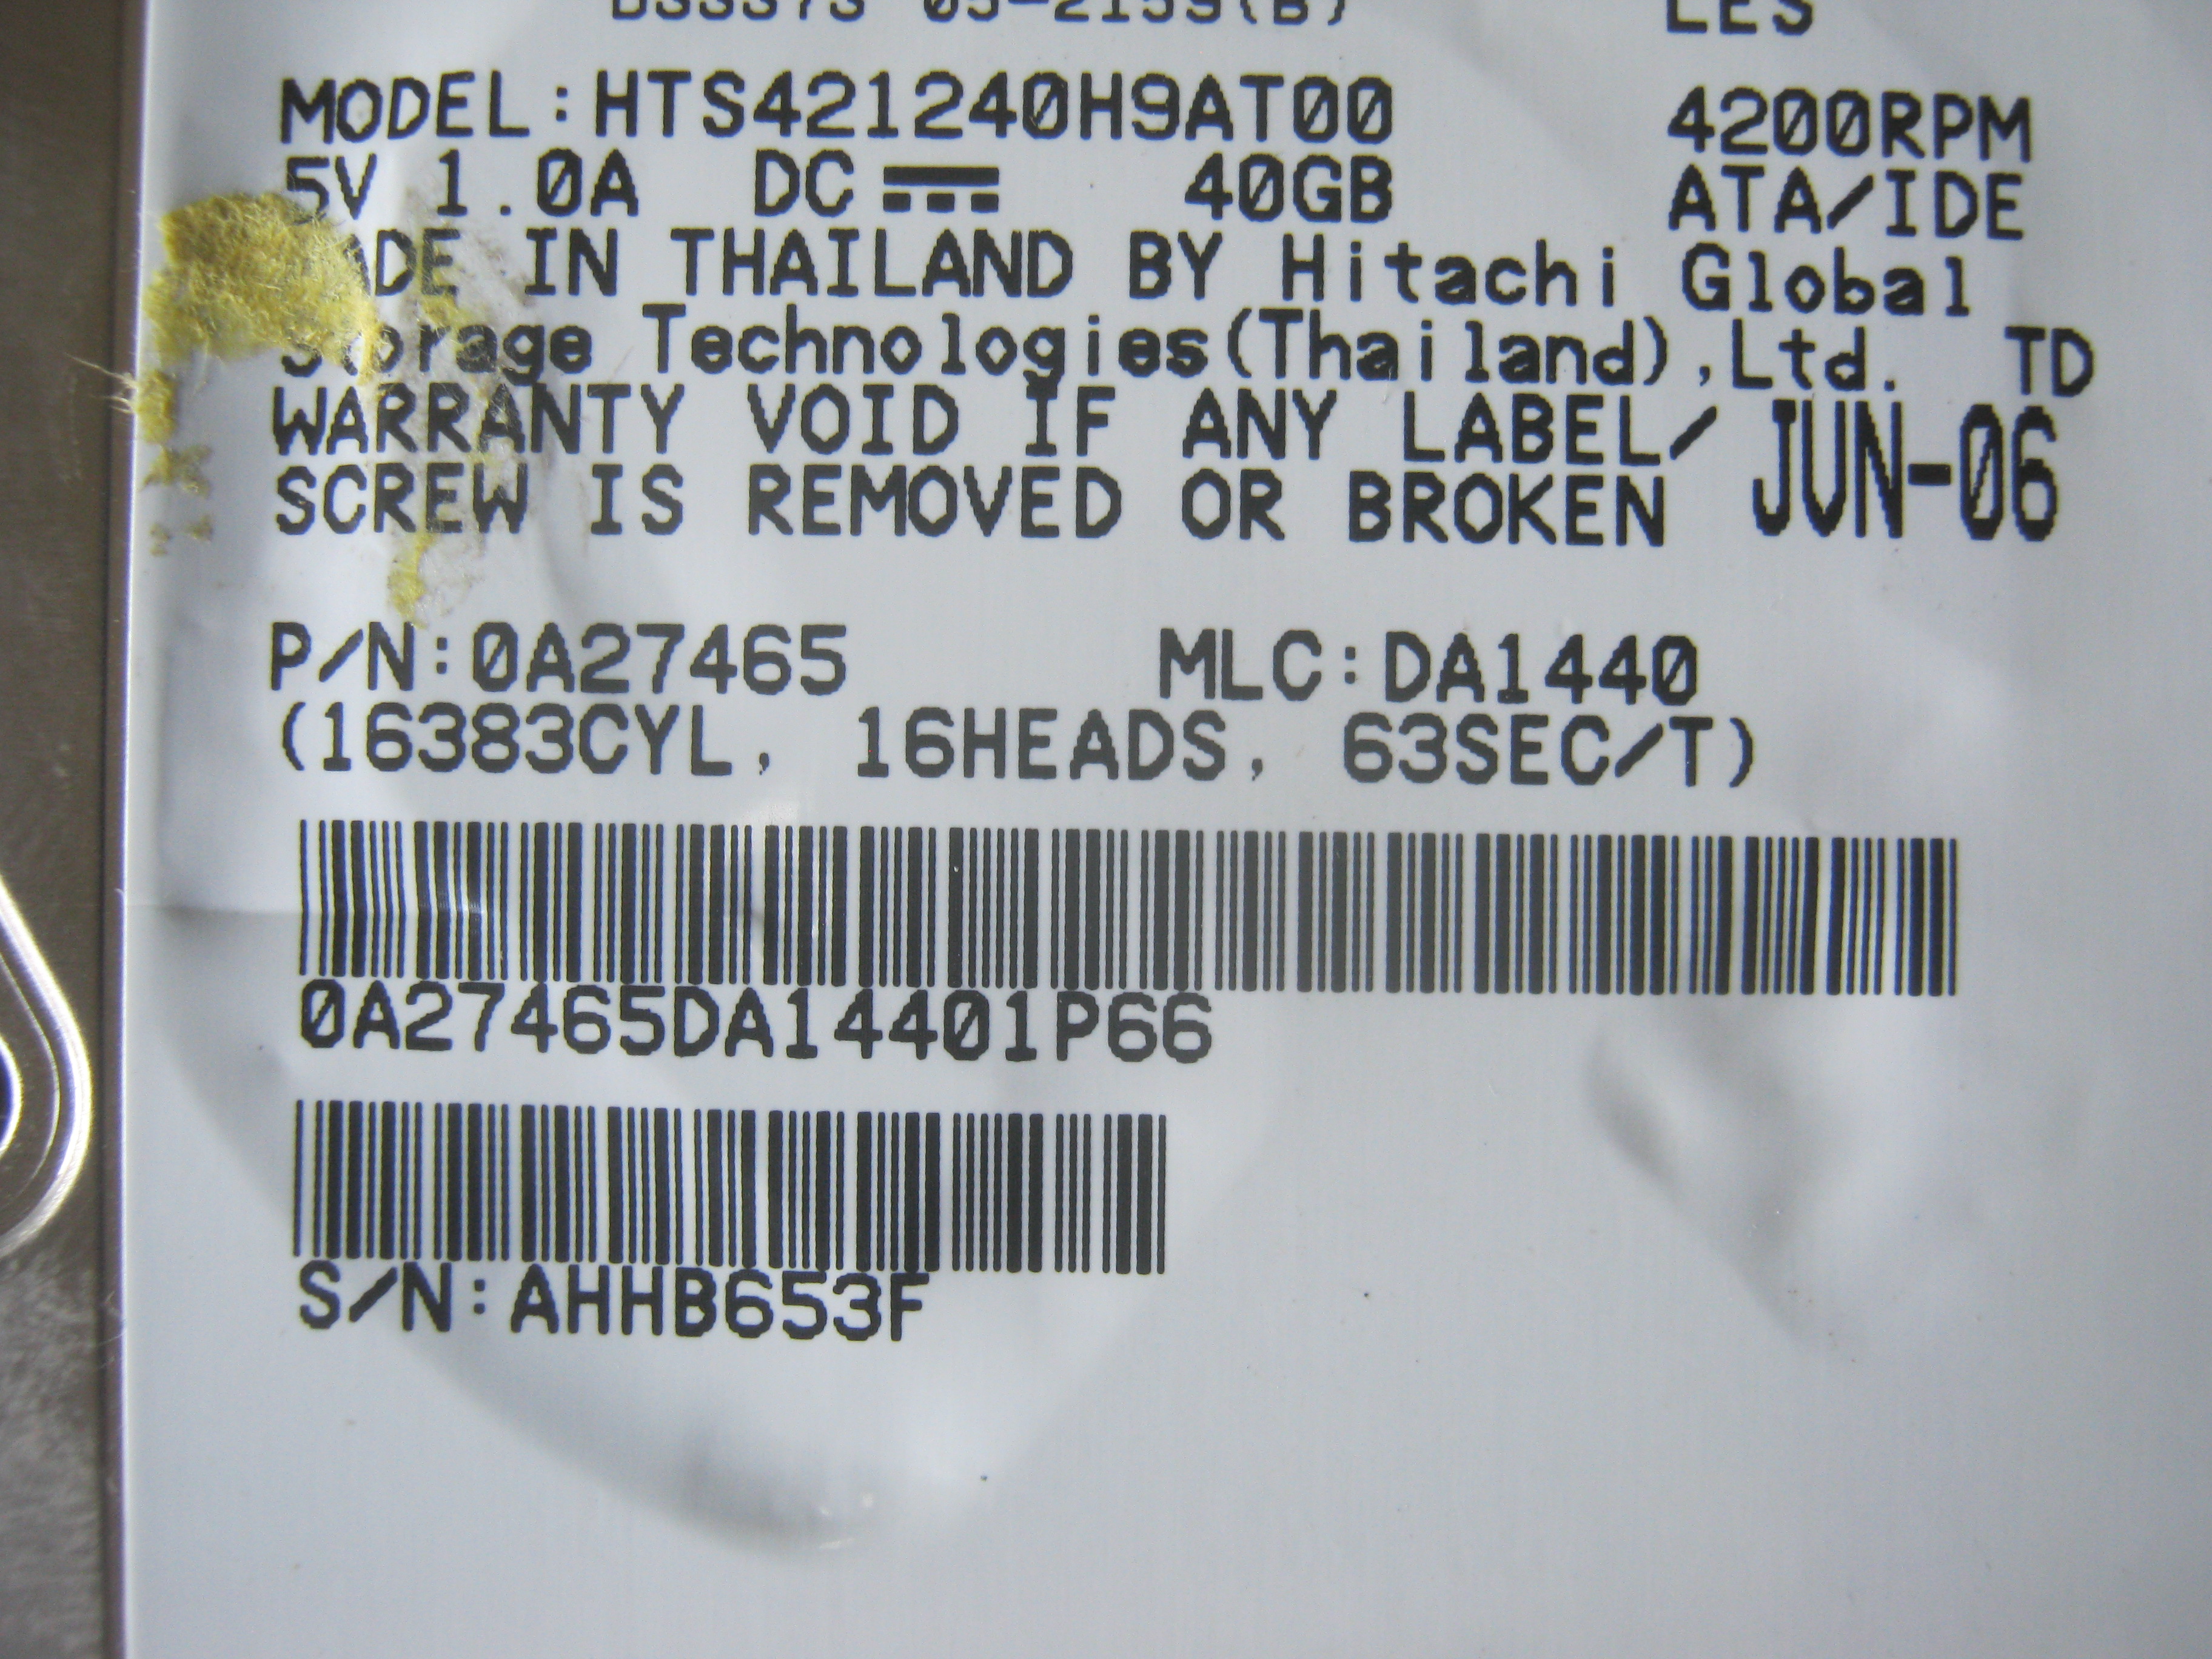 MODEL:HTS421240H9AT00 4200RPM
5V 1.0A DC 40GB ATA/IDE
IN THAILAND BY Hitachi Global
Storage Technologies(Thailand),Ltd. TD
WARRANTY VOID IF ANY LABEL/ JUN-06
SCREW IS REMOVED OR BROKEN
P/N:0A27465 MLC:DA1440
(16383CYL, 16HEADS, 63SEC/T)
0A27465DA14401P66
S/N:AHHB653F